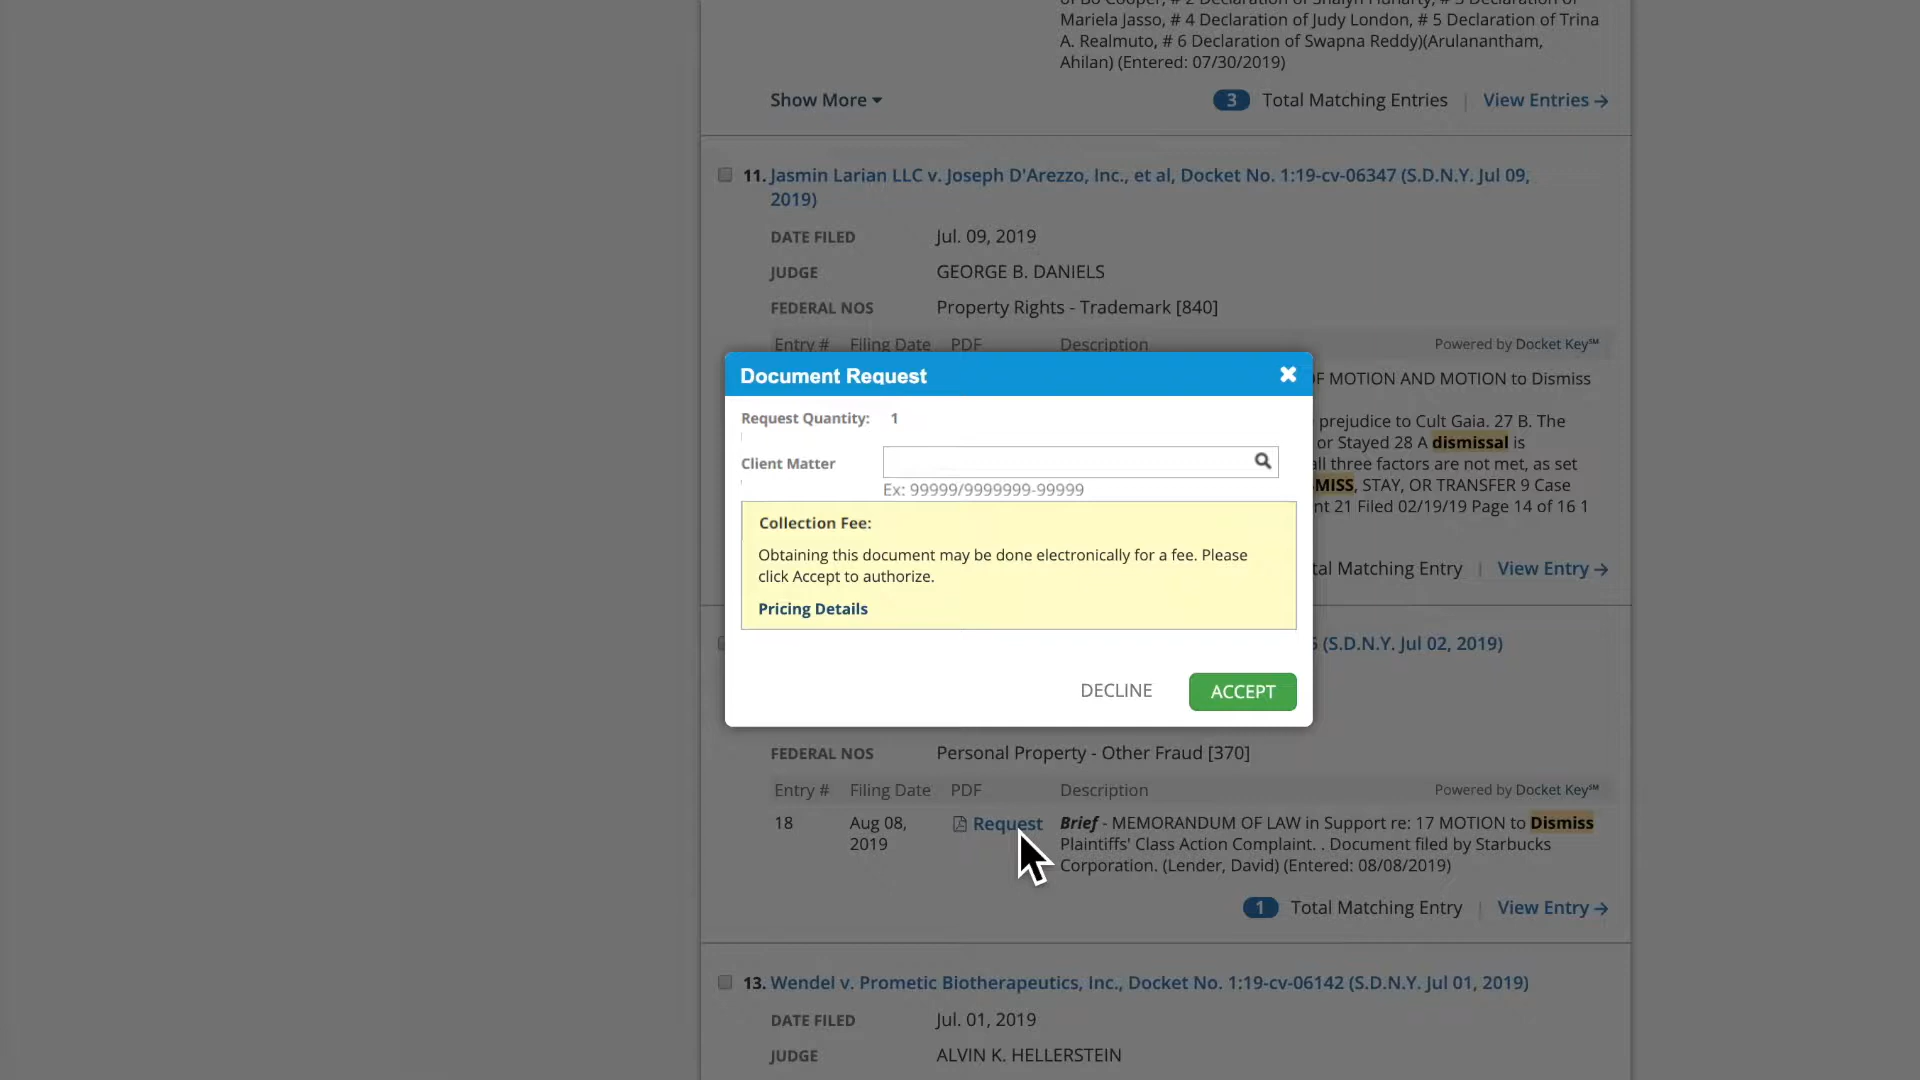 of Bo Cooper, # 2 Declaration of Shalyn Fluharty, # 3 Declaration of
Mariela Jasso, # 4 Declaration of Judy London, # 5 Declaration of Trina
A. Realmuto, # 6 Declaration of Swapna Reddy)(Arulanantham,
Ahilan) (Entered: 07/30/2019)
Show More
3 Total Matching Entries | View Entries →
11. Jasmin Larian LLC v. Joseph D'Arezzo, Inc., et al, Docket No. 1:19-cv-06347 (S.D.N.Y. Jul 09,
2019)
DATE FILED Jul. 09, 2019
JUDGE GEORGE B. DANIELS
FEDERAL NOS Property Rights - Trademark [840]
Entry # Filing Date PDF Description Powered by Docket Key℠
Document Request
F MOTION AND MOTION to Dismiss
Request Quantity: 1
prejudice to Cult Gaia. 27 B. The
or Stayed 28 A dismissal is
Client Matter
all three factors are not met, as set
Ex: 99999/9999999-99999
MISS, STAY, OR TRANSFER 9 Case
nt 21 Filed 02/19/19 Page 14 of 16 1
Collection Fee:
Obtaining this document may be done electronically for a fee. Please
click Accept to authorize.
tal Matching Entry | View Entry →
Pricing Details
(S.D.N.Y. Jul 02, 2019)
DECLINE ACCEPT
FEDERAL NOS Personal Property - Other Fraud [370]
Entry # Filing Date PDF Description Powered by Docket Key℠
18 Aug 08, Request Brief - MEMORANDUM OF LAW in Support re: 17 MOTION to Dismiss
2019 Plaintiffs' Class Action Complaint. . Document filed by Starbucks
Corporation. (Lender, David) (Entered: 08/08/2019)
1 Total Matching Entry | View Entry →
13. Wendel v. Prometic Biotherapeutics, Inc., Docket No. 1:19-cv-06142 (S.D.N.Y. Jul 01, 2019)
DATE FILED Jul. 01, 2019
JUDGE ALVIN K. HELLERSTEIN